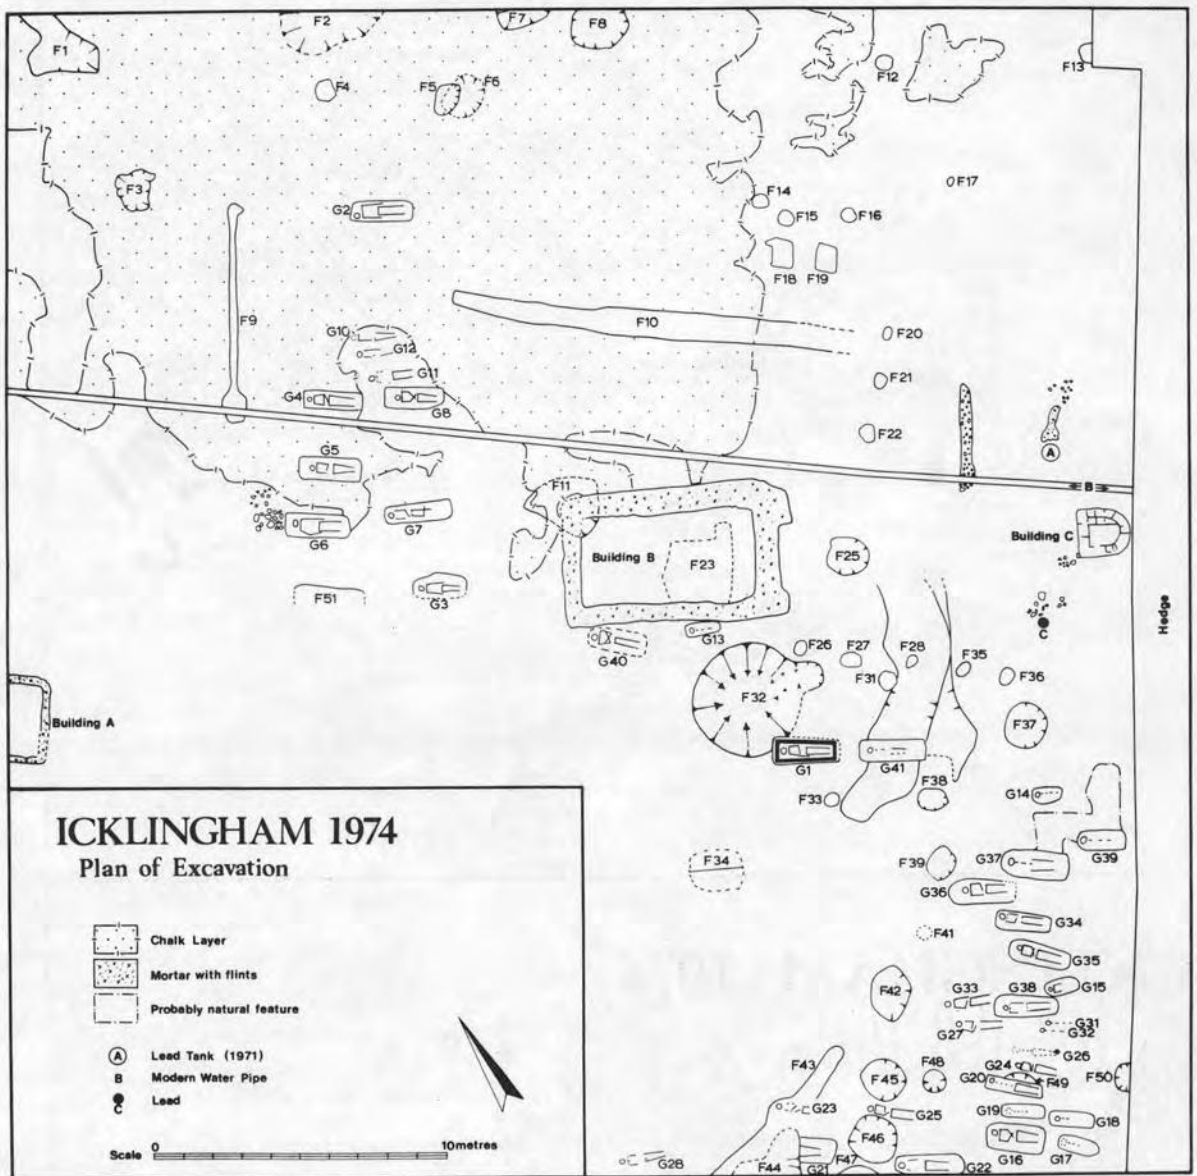 F1
F2
F7
F8
F12
F13
F4
F5
F6
F3
F17
G2
F14
F15
F16
F18
F19
F9
F10
G10
G12
G11
F20
F21
G4
G8
F22
A
G5
B
F11
G6
G7
Building B
F23
F25
Building C
F51
G3
C
Hedge
G40
G13
F26
F27
F28
F35
F31
F36
F32
F37
Building A
G1
G41
F38
F33
G14
ICKLINGHAM 1974
Plan of Excavation
F34
F39
G37
G39
G36
G34
F41
G35
Chalk Layer
Mortar with flints
Probably natural feature
F42
G33
G38
G15
G27
G31
G32
A Lead Tank (1971)
B Modern Water Pipe
C Lead
F43
F45
F48
G24
G26
G20
F49
F50
G23
G25
G19
G18
F46
Scale 0 10metres
G28
F44
G21
F47
G22
G16
G17